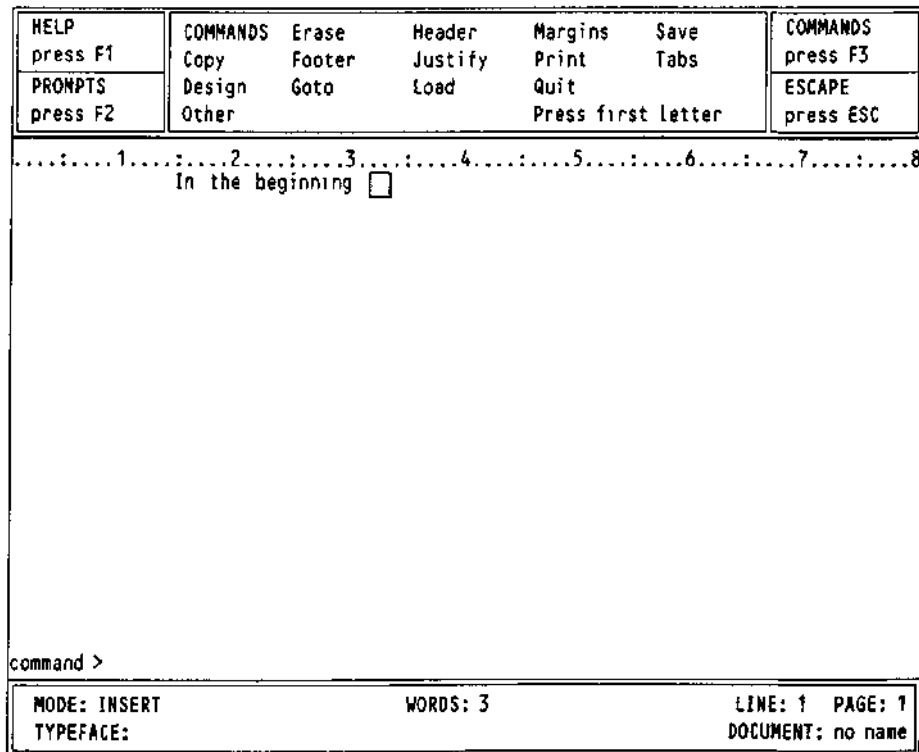 HELP COMMANDS Erase Header Margins Save COMMANDS
press F1 Copy Footer Justify Print Tabs press F3
PROMPTS Design Goto Load Quit ESCAPE
press F2 Other Press first letter press ESC
....:....1....:....2....:....3....:....4....:....5....:....6....:....7....:....8
In the beginning
command >
MODE: INSERT WORDS: 3 LINE: 1 PAGE: 1
TYPEFACE: DOCUMENT: no name